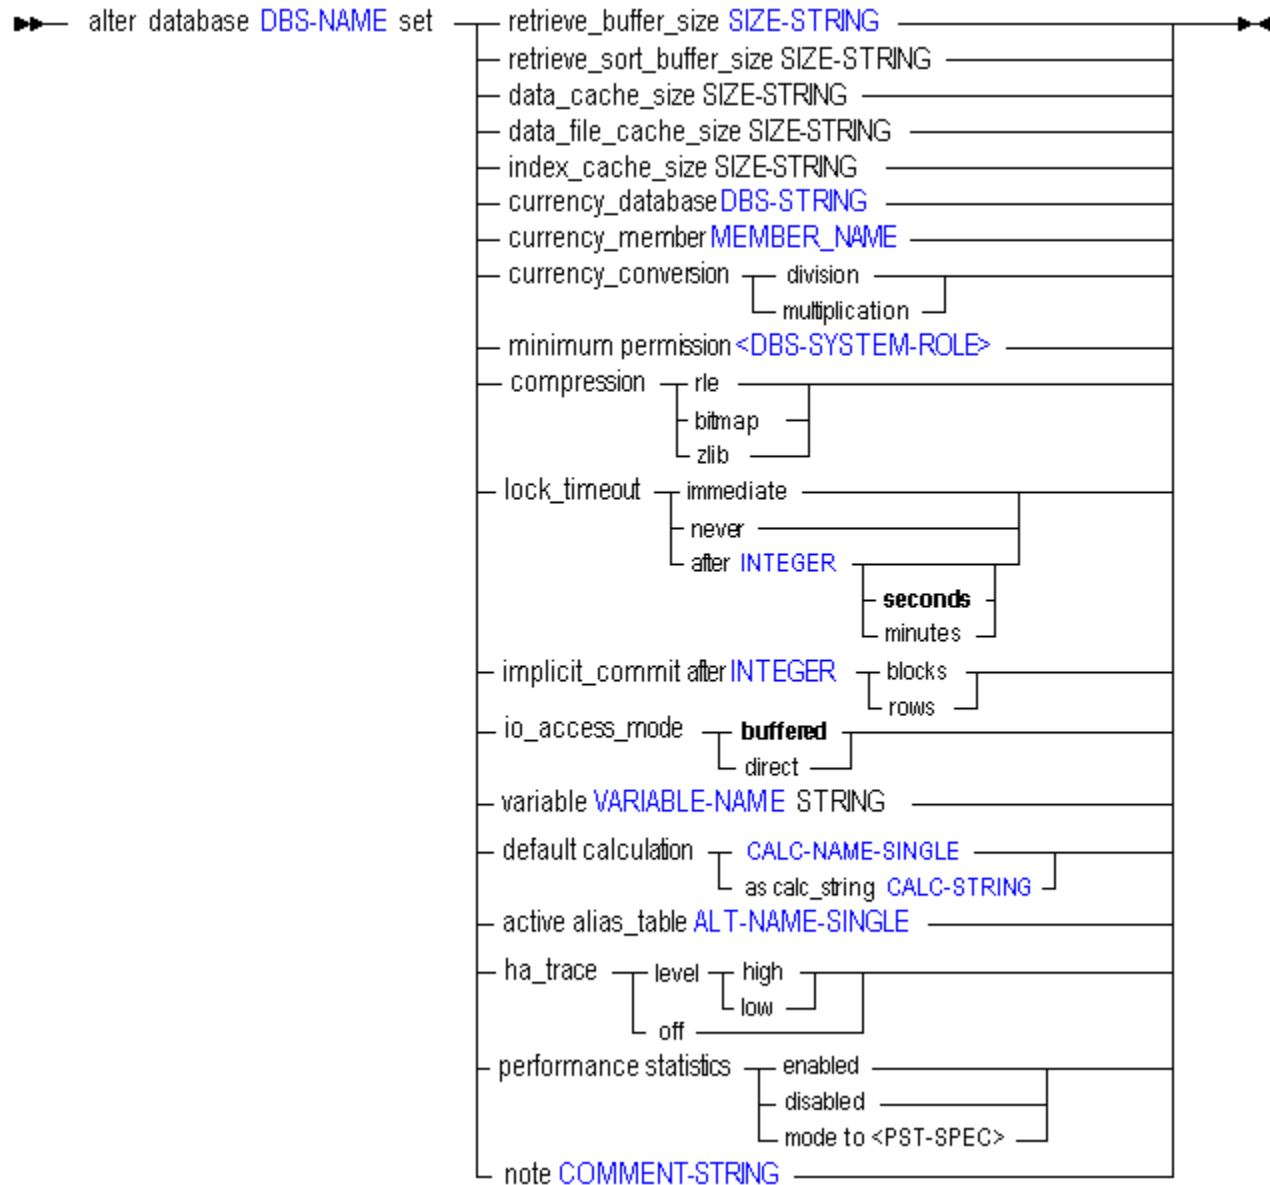 alter database DBS-NAME set retrieve_buffer_size SIZE-STRING
retrieve_sort_buffer_size SIZE-STRING
data_cache_size SIZE-STRING
data_file_cache_size SIZE-STRING
index_cache_size SIZE-STRING
currency_database DBS-STRING
currency_member MEMBER_NAME
currency_conversion division
multiplication
minimum permission <DBS-SYSTEM-ROLE>
compression rle
bitmap
zlib
lock_timeout immediate
never
after INTEGER
seconds
minutes
implicit_commit after INTEGER blocks
rows
io_access_mode buffered
direct
variable VARIABLE-NAME STRING
default calculation CALC-NAME-SINGLE
as calc_string CALC-STRING
active alias_table ALT-NAME-SINGLE
ha_trace level high
low
off
performance statistics enabled
disabled
mode to <PST-SPEC>
note COMMENT-STRING